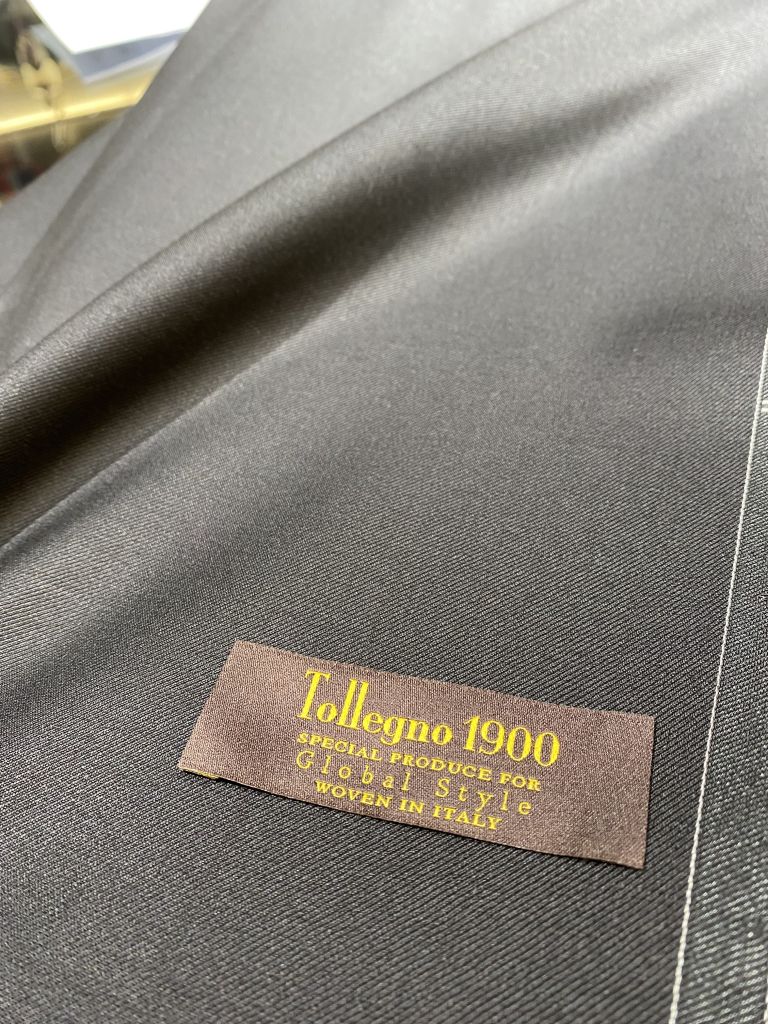 Tollegno 1900
SPECIAL PRODUCE FOR
Global Style
WOVEN IN ITALY